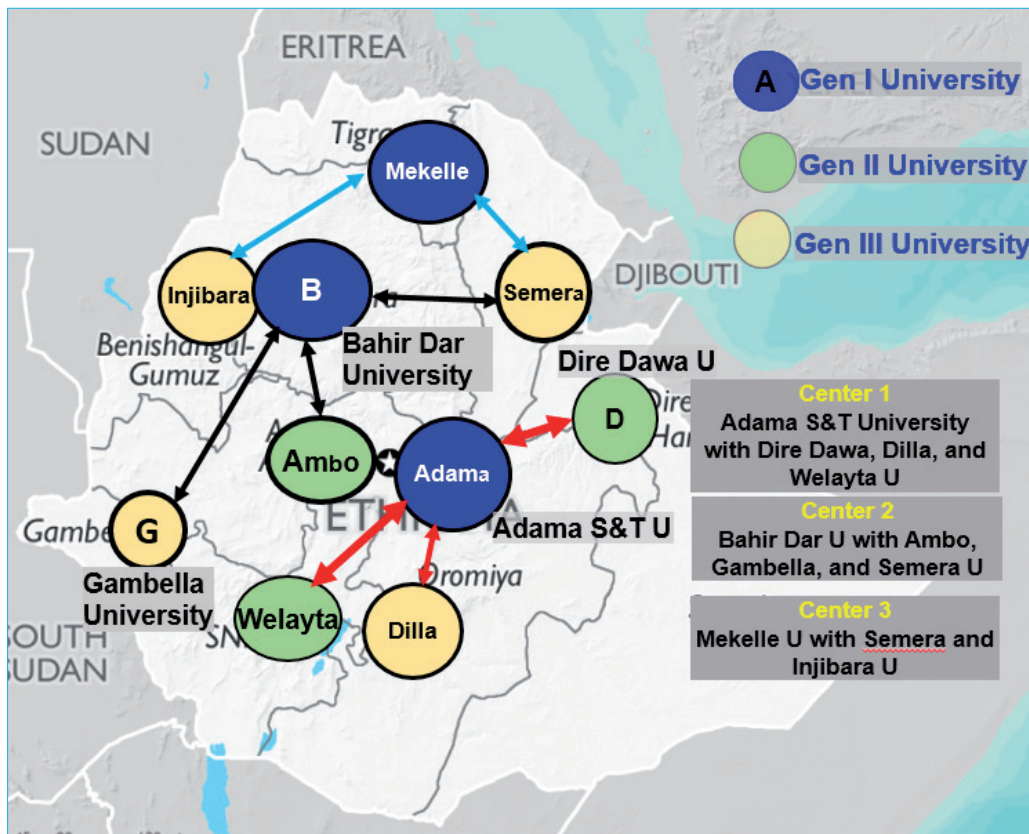 ERITREA
SUDAN
Tigra
Mekelle
A Gen I University
Gen II University
Gen III University
Injibara
B
Semera
DJIBOUTI
Benishangul-
Gumuz
Bahir Dar
University
Dire Dawa U
D
Dire
Ambo
Adama
Adama S&T U
G
Gambella
University
Oromiya
Welayta
Dilla
SOUTH
SUDAN
Center 1
Adama S&T University
with Dire Dawa, Dilla, and
Welayta U
Center 2
Bahir Dar U with Ambo,
Gambella, and Semera U
Center 3
Mekelle U with Semera and
Injibara U